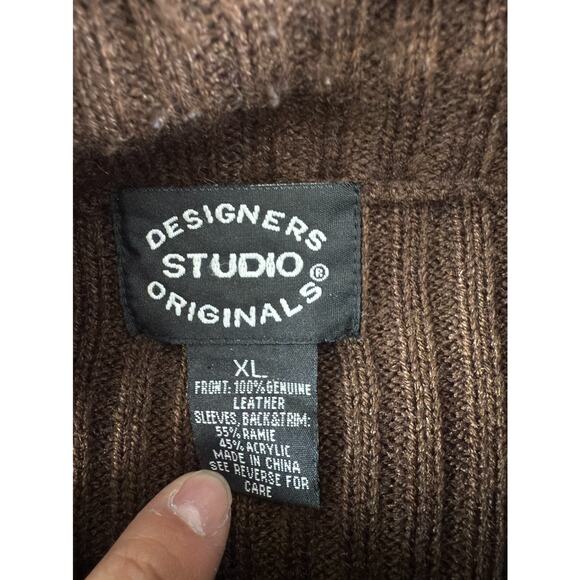 DESIGNERS
STUDIO
ORIGINALS®
XL
FRONT: 100% GENUINE
LEATHER
SLEEVES, BACK&TRIM:
55% RAMIE
45% ACRYLIC
MADE IN CHINA
SEE REVERSE FOR
CARE